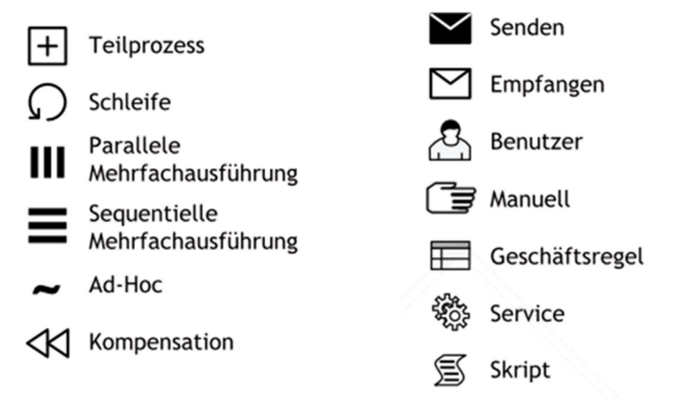 Teilprozess
Schleife
Parallele
Mehrfachausführung
Sequentielle
Mehrfachausführung
Ad-Hoc
Kompensation
Senden
Empfangen
Benutzer
Manuell
Geschäftsregel
Service
Skript